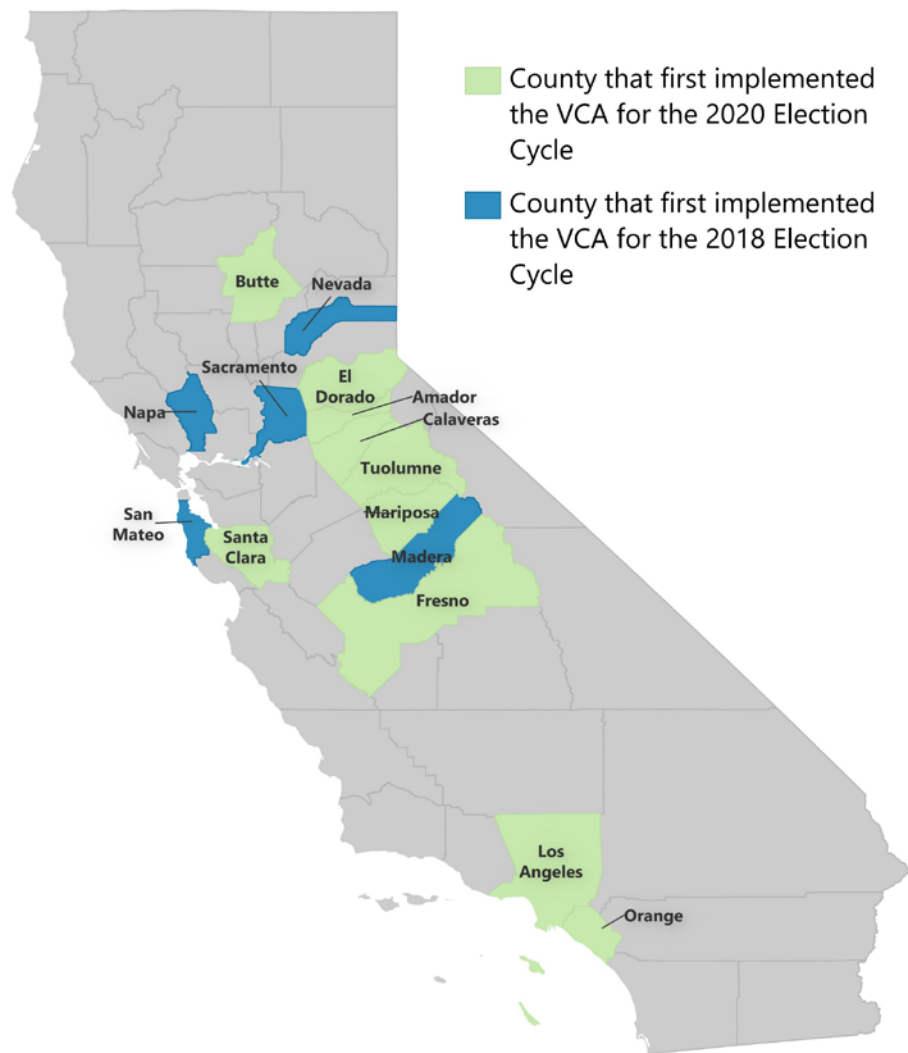 County that first implemented
the VCA for the 2020 Election
Cycle
County that first implemented
the VCA for the 2018 Election
Cycle
Butte
Nevada
Sacramento
El
Dorado
Amador
Napa
Calaveras
Tuolumne
Mariposa
San
Mateo
Santa
Clara
Madera
Fresno
Los
Angeles
Orange